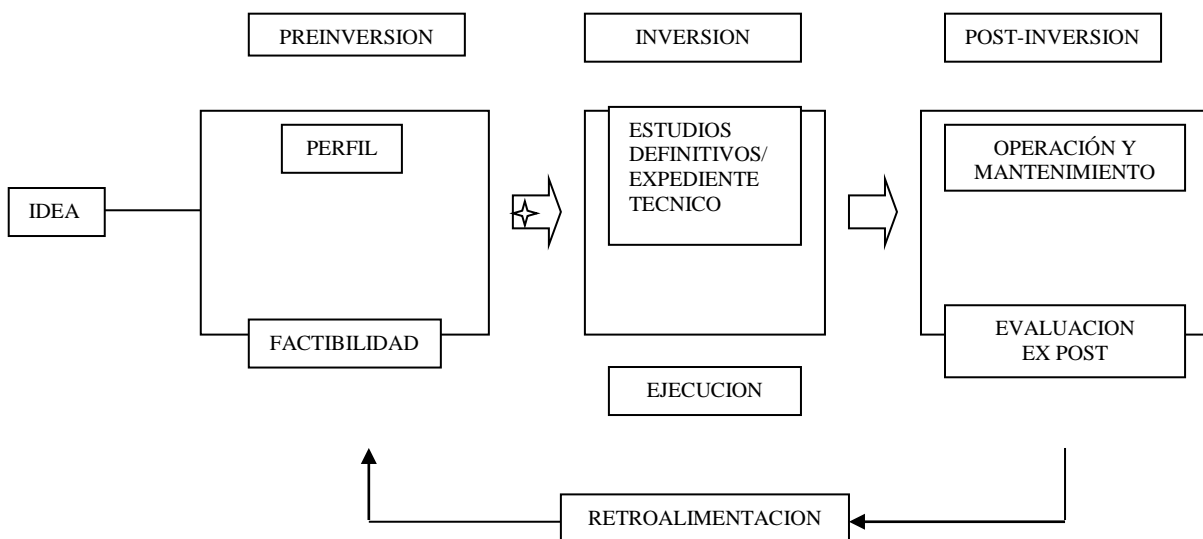 PREINVERSION
INVERSION
POST-INVERSION
PERFIL
ESTUDIOS
DEFINITIVOS/
EXPEDIENTE
TECNICO
OPERACIÓN Y
MANTENIMIENTO
IDEA
FACTIBILIDAD
EVALUACION
EX POST
EJECUCION
RETROALIMENTACION